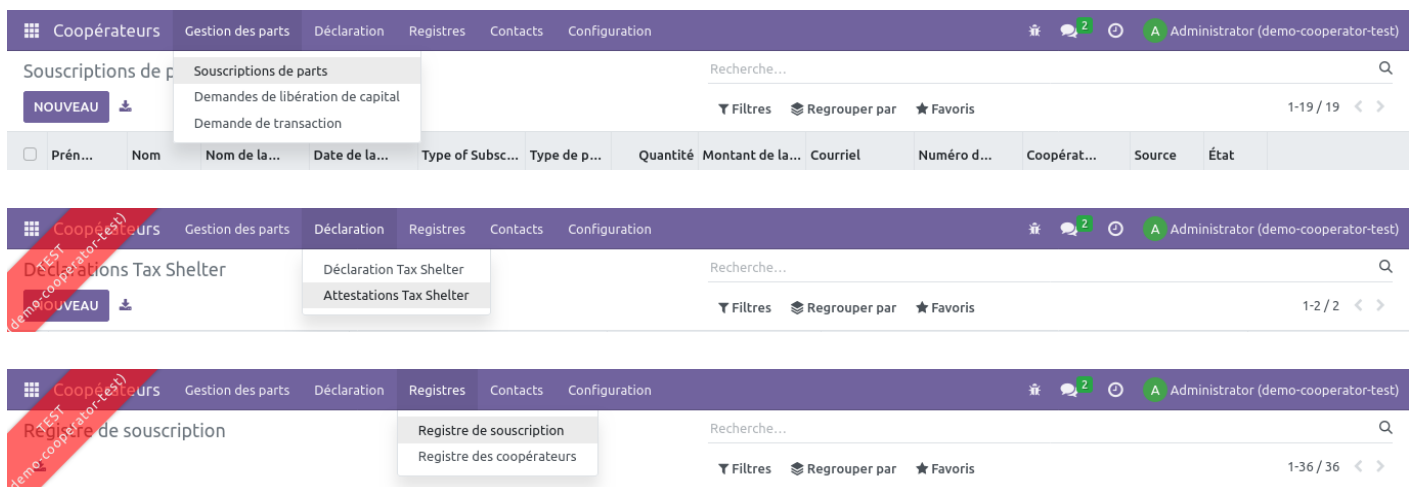 Coopérateurs Gestion des parts Déclaration Registres Contacts Configuration 2 A Administrator (demo-cooperator-test)
Souscriptions de p Souscriptions de parts Recherche...
NOUVEAU Demandes de libération de capital Filtres Regrouper par Favoris 1-19 / 19
Demande de transaction
Prén... Nom Nom de la... Date de la... Type of Subsc... Type de p... Quantité Montant de la... Courriel Numéro d... Coopérat... Source État
Coopérateurs Gestion des parts Déclaration Registres Contacts Configuration 2 A Administrator (demo-cooperator-test)
TEST
(demo-cooperator-test)
Déclarations Tax Shelter Déclaration Tax Shelter Recherche...
NOUVEAU Attestations Tax Shelter Filtres Regrouper par Favoris 1-2 / 2
Coopérateurs Gestion des parts Déclaration Registres Contacts Configuration 2 A Administrator (demo-cooperator-test)
TEST
(demo-cooperator-test)
Registre de souscription Registre de souscription Recherche...
Registre des coopérateurs Filtres Regrouper par Favoris 1-36 / 36